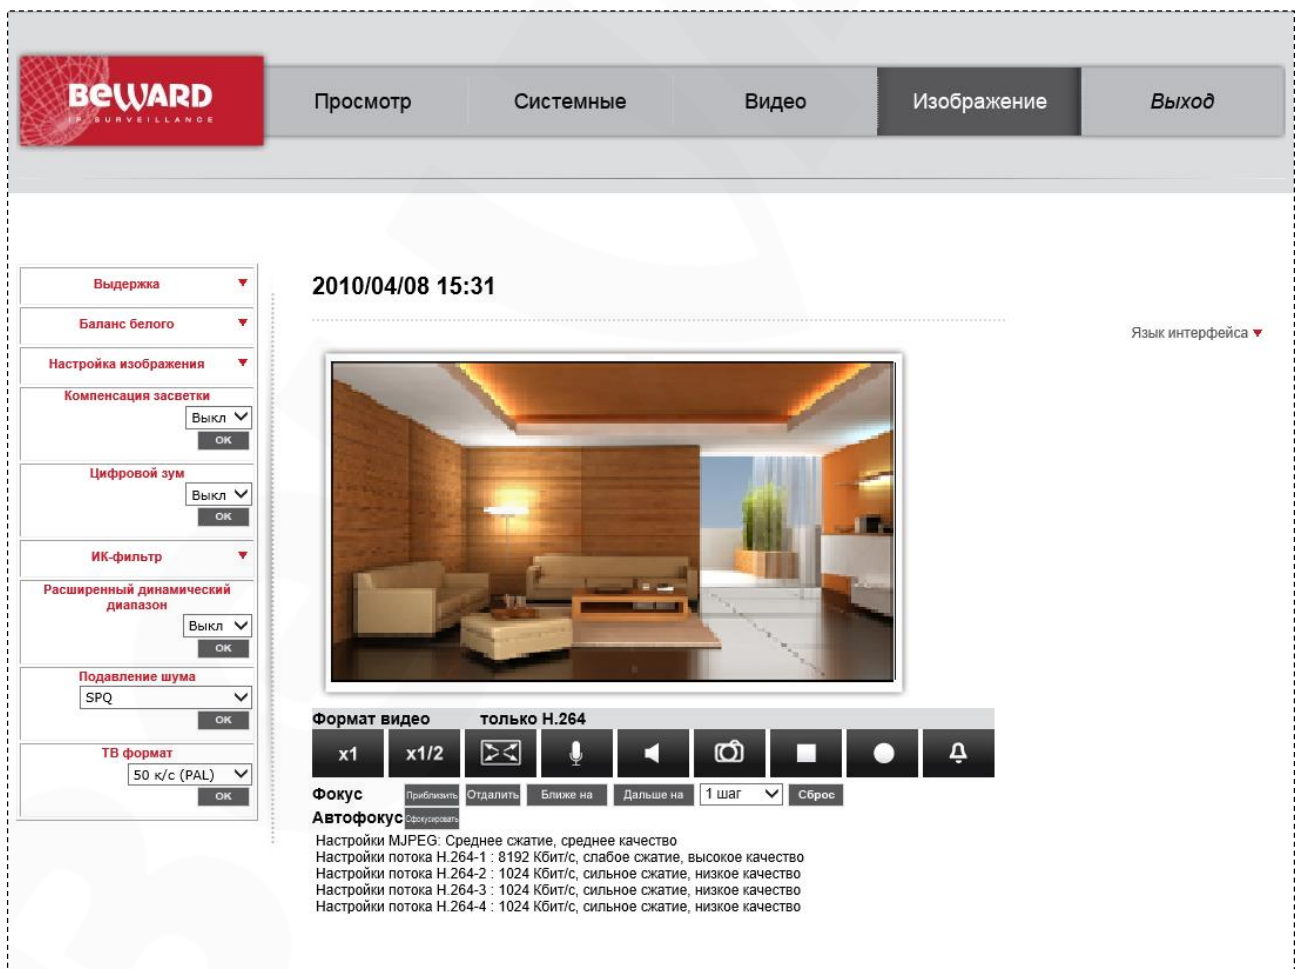 BEWARD
IP SURVEILLANCE
Просмотр
Системные
Видео
Изображение
Выход
Выдержка
Баланс белого
Настройка изображения
Компенсация засветки
Выкл
OK
Цифровой зум
Выкл
OK
ИК-фильтр
Расширенный динамический
диапазон
Выкл
OK
Подавление шума
SPQ
OK
ТВ формат
50 к/с (PAL)
OK
2010/04/08 15:31
Язык интерфейса
Формат видео только H.264
x1 x1/2
Фокус Приблизить Отдалить Ближе на Дальше на 1 шаг Сброс
Автофокус Сфокусировать
Настройки MJPEG: Среднее сжатие, среднее качество
Настройки потока H.264-1 : 8192 Кбит/с, слабое сжатие, высокое качество
Настройки потока H.264-2 : 1024 Кбит/с, сильное сжатие, низкое качество
Настройки потока H.264-3 : 1024 Кбит/с, сильное сжатие, низкое качество
Настройки потока H.264-4 : 1024 Кбит/с, сильное сжатие, низкое качество